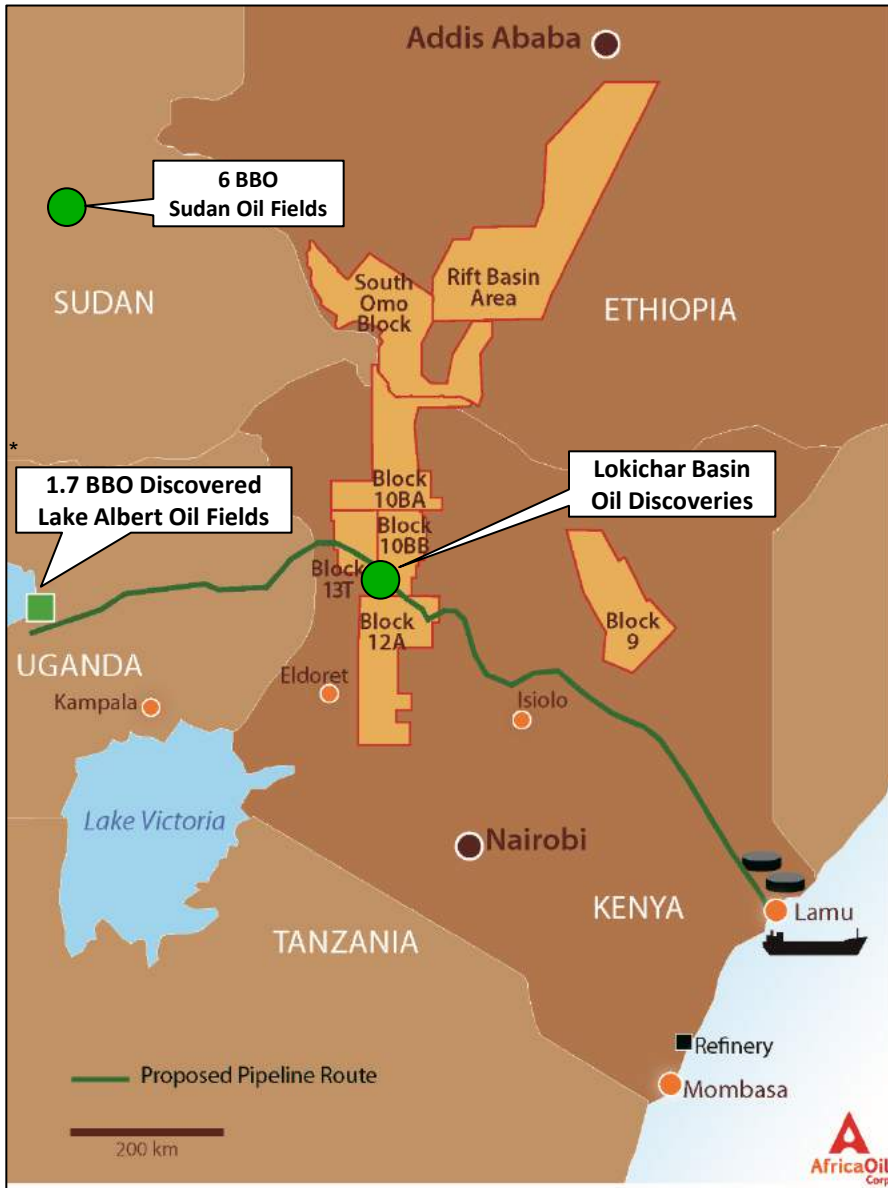 Addis Ababa
6 BBO
Sudan Oil Fields
SUDAN
South
Omo
Block
Rift Basin
Area
ETHIOPIA
*
1.7 BBO Discovered
Lake Albert Oil Fields
Lokichar Basin
Oil Discoveries
Block
10BA
Block
10BB
Block
13T
Block
12A
Block
9
UGANDA
Eldoret
Kampala
Isiolo
Lake Victoria
Nairobi
KENYA
Lamu
TANZANIA
Refinery
Mombasa
Proposed Pipeline Route
200 km
AfricaOil
Corp